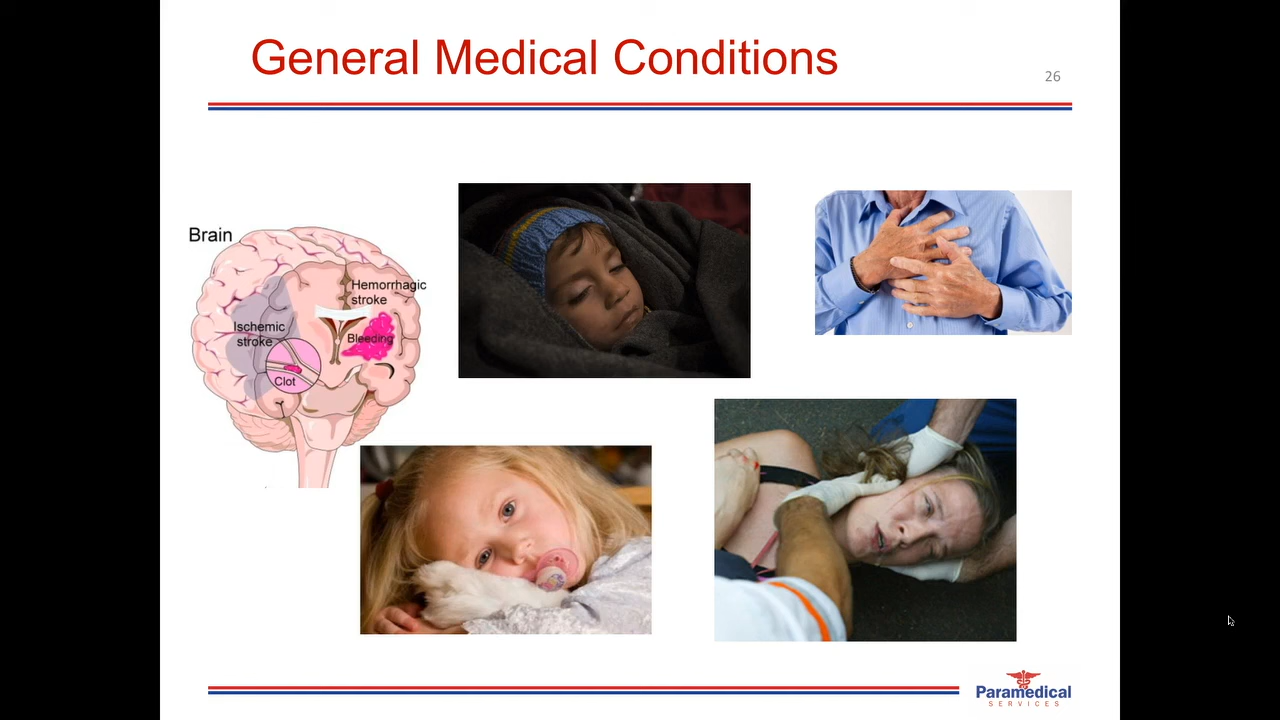 General Medical Conditions
26
Brain
Hemorrhagic
stroke
Ischemic
stroke
Bleeding
Clot
Paramedical
SERVICES